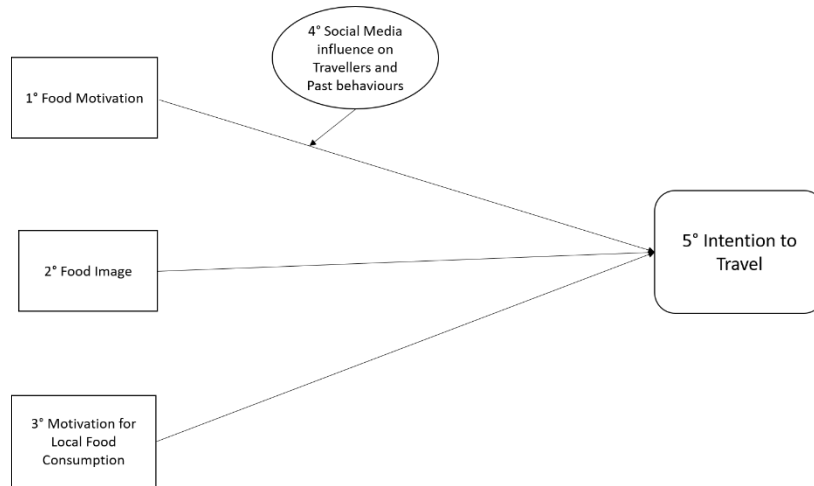 4° Social Media
influence on
Travellers and
Past behaviours
1° Food Motivation
2° Food Image
5° Intention to
Travel
3° Motivation for
Local Food
Consumption